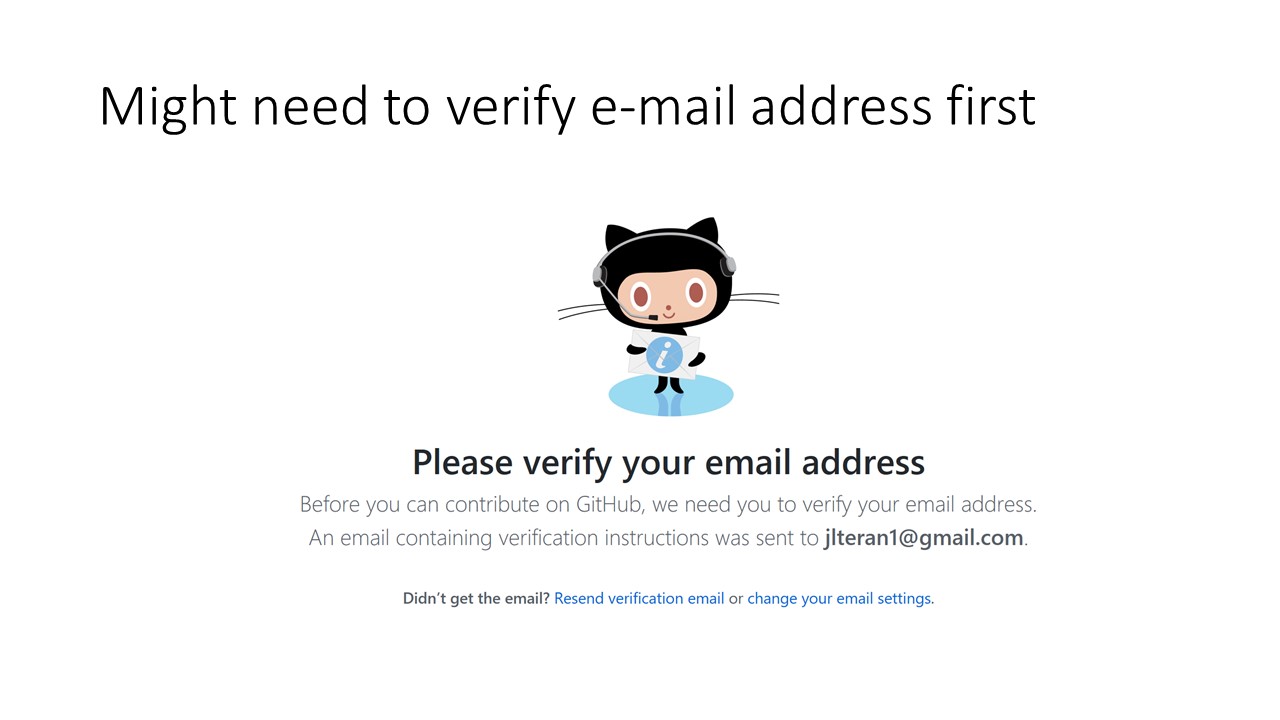 Might need to verify e-mail address first
i
Please verify your email address
Before you can contribute on GitHub, we need you to verify your email address.
An email containing verification instructions was sent to jlteran1@gmail.com.
Didn’t get the email? Resend verification email or change your email settings.